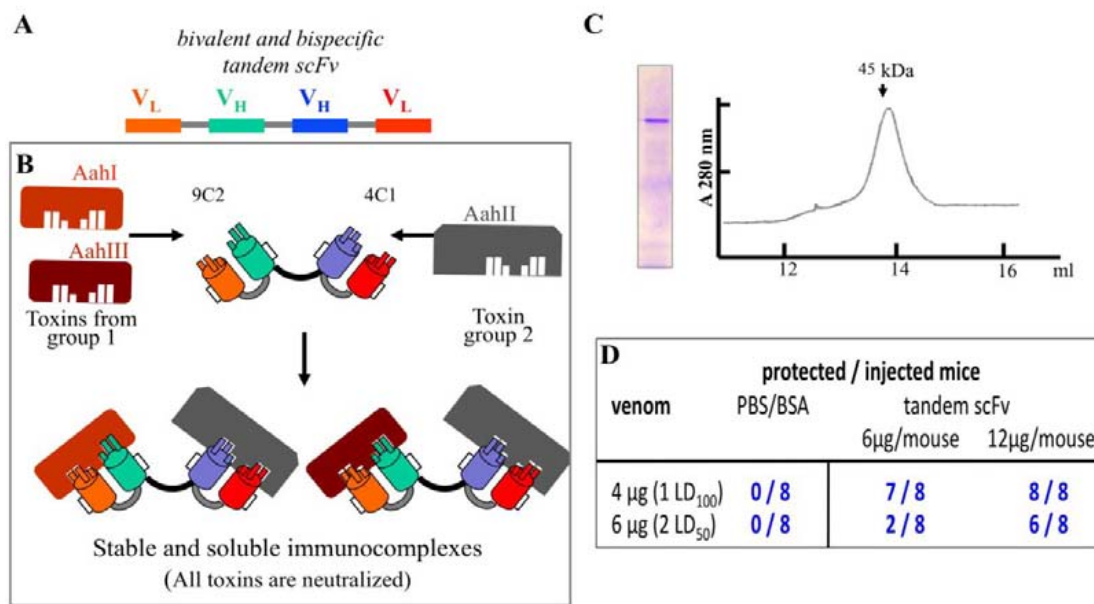 A
bivalent and bispecific
tandem scFv
VL VH VH VL
B
AahI
9C2 4C1
AahII
AahIII
Toxins from
group 1
Toxin
group 2
Stable and soluble immunocomplexes
(All toxins are neutralized)
C
45 kDa
A 280 nm
12 14 16 ml
D
protected / injected mice
venom PBS/BSA tandem scFv
6µg/mouse 12µg/mouse
4 µg (1 LD100) 0 / 8 7 / 8 8 / 8
6 µg (2 LD50) 0 / 8 2 / 8 6 / 8